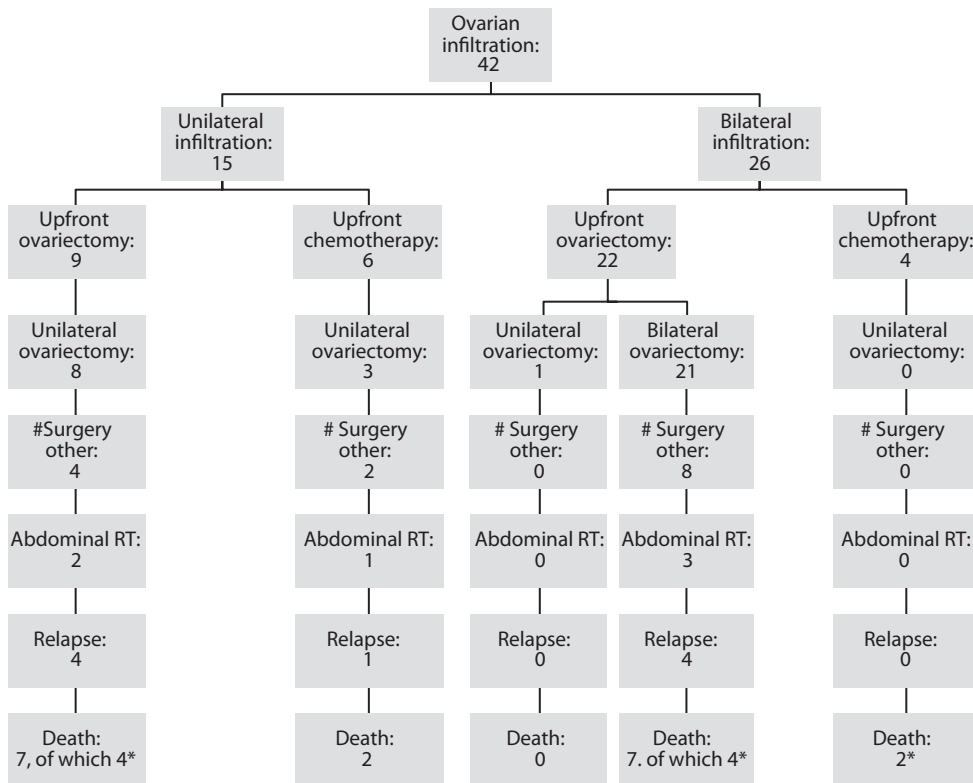 Ovarian
infiltration:
42
Unilateral
infiltration:
15
Bilateral
infiltration:
26
Upfront
ovariectomy:
9
Upfront
chemotherapy:
6
Upfront
ovariectomy:
22
Upfront
chemotherapy:
4
Unilateral
ovariectomy:
8
Unilateral
ovariectomy:
3
Unilateral
ovariectomy:
1
Bilateral
ovariectomy:
21
Unilateral
ovariectomy:
0
#Surgery
other:
4
# Surgery
other:
2
# Surgery
other:
0
# Surgery
other:
8
# Surgery
other:
0
Abdominal RT:
2
Abdominal RT:
1
Abdominal RT:
0
Abdominal RT:
3
Abdominal RT:
0
Relapse:
4
Relapse:
1
Relapse:
0
Relapse:
4
Relapse:
0
Death:
7, of which 4*
Death:
2
Death:
0
Death:
7. of which 4*
Death:
2*